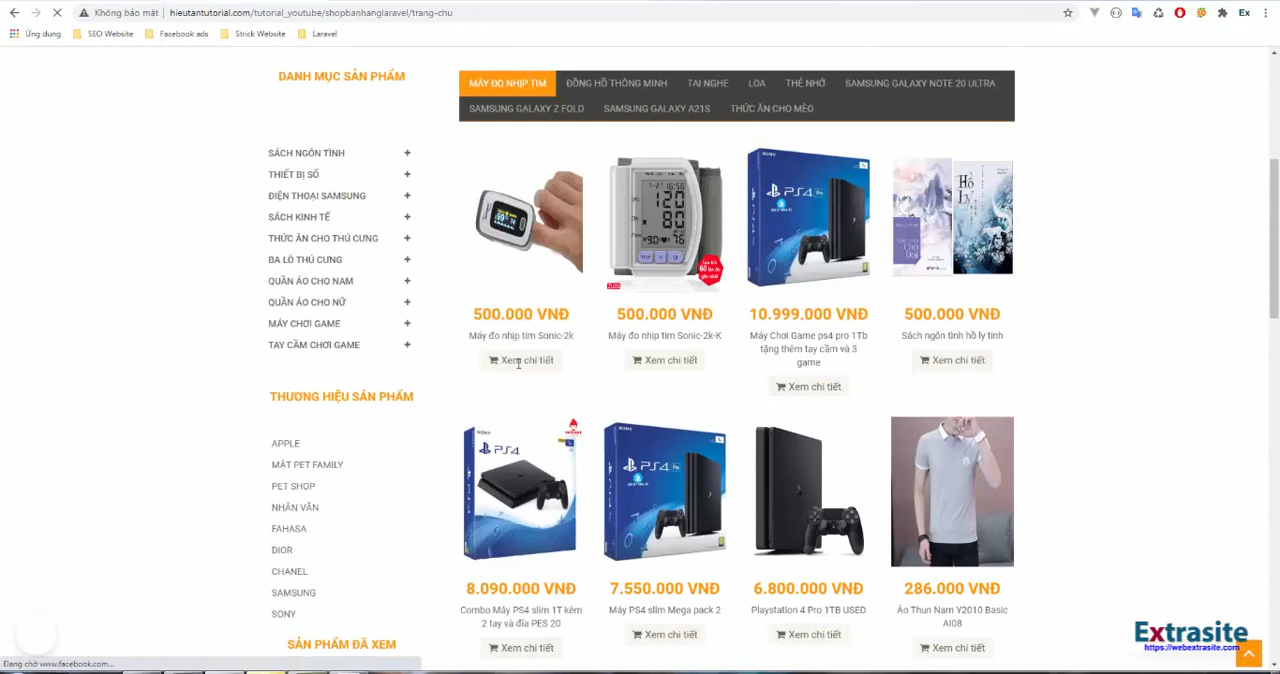 Không bảo mật | hieutantutorial.com/tutorial_youtube/shopbanhanglaravel/trang-chu
Ex
Ứng dụng
SEO Website
Facebook ads
Strick Website
Laravel
DANH MỤC SẢN PHẨM
SÁCH NGÔN TÌNH +
THIẾT BỊ SỐ +
ĐIỆN THOẠI SAMSUNG +
SÁCH KINH TẾ +
THỨC ĂN CHO THÚ CƯNG +
BA LÔ THÚ CƯNG +
QUẦN ÁO CHO NAM +
QUẦN ÁO CHO NỮ +
MÁY CHƠI GAME +
TAY CẦM CHƠI GAME +
THƯƠNG HIỆU SẢN PHẨM
APPLE
MẬT PET FAMILY
PET SHOP
NHÂN VĂN
FAHASA
DIOR
CHANEL
SAMSUNG
SONY
SẢN PHẨM ĐÃ XEM
MÁY ĐO NHỊP TIM ĐỒNG HỒ THÔNG MINH TAI NGHE LOA THẺ NHỚ SAMSUNG GALAXY NOTE 20 ULTRA
SAMSUNG GALAXY Z FOLD SAMSUNG GALAXY A21S THỨC ĂN CHO MÈO
120
80
PS4 Pro
500.000 VNĐ
Máy đo nhịp tim Sonic-2k
Xem chi tiết
500.000 VNĐ
Máy đo nhịp tim Sonic-2k-K
Xem chi tiết
10.999.000 VNĐ
Máy Chơi Game ps4 pro 1Tb
tặng thêm tay cầm và 3
game
Xem chi tiết
500.000 VNĐ
Sách ngôn tình hồ ly tinh
Xem chi tiết
PS4
PS4 Pro
8.090.000 VNĐ
Combo Máy PS4 slim 1T kèm
2 tay và đĩa PES 20
Xem chi tiết
7.550.000 VNĐ
Máy PS4 slim Mega pack 2
Xem chi tiết
6.800.000 VNĐ
Playstation 4 Pro 1TB USED
Xem chi tiết
286.000 VNĐ
Áo Thun Nam Y2010 Basic
AI08
Xem chi tiết
Extrasite
https://webextrasite.com
Đang chờ www.facebook.com...